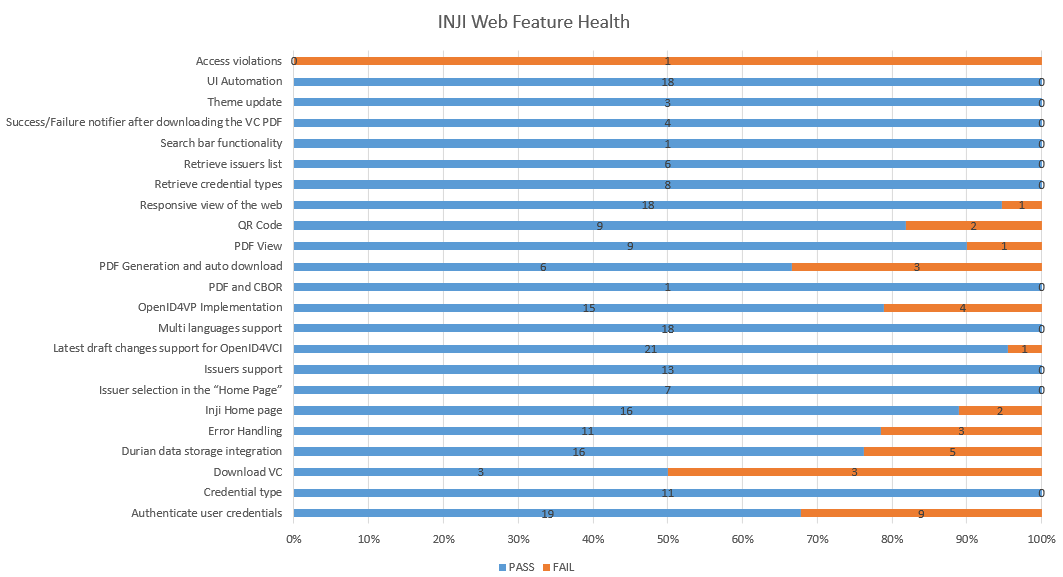 INJI Web Feature Health
Access violations 0 1
UI Automation 18 0
Theme update 3 0
Success/Failure notifier after downloading the VC PDF 4 0
Search bar functionality 1 0
Retrieve issuers list 6 0
Retrieve credential types 8 0
Responsive view of the web 18 1
QR Code 9 2
PDF View 9 1
PDF Generation and auto download 6 3
PDF and CBOR 1 0
OpenID4VP Implementation 15 4
Multi languages support 18 0
Latest draft changes support for OpenID4VCI 21 1
Issuers support 13 0
Issuer selection in the “Home Page” 7 0
Inji Home page 16 2
Error Handling 11 3
Durian data storage integration 16 5
Download VC 3 3
Credential type 11 0
Authenticate user credentials 19 9
0% 10% 20% 30% 40% 50% 60% 70% 80% 90% 100%
PASS FAIL